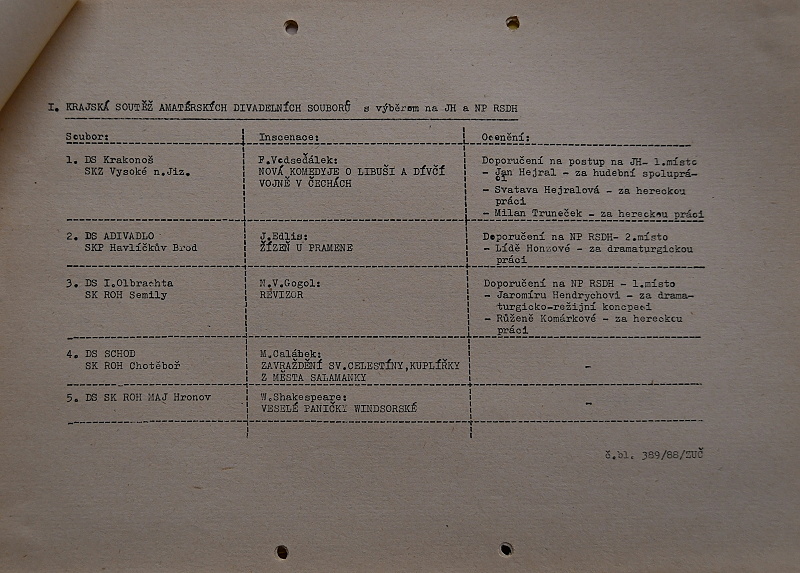 I. KRAJSKÁ SOUTĚŽ AMATÉRSKÝCH DIVADELNÍCH SOUBORŮ s výběrem na JH a NP RSDH
Soubor:
Inscenace:
Ocenění:
1. DS Krakonoš
SKZ Vysoké n.Jiz.
F.Vodseďálek:
NOVÁ KOMEDYJE O LIBUŠI A DÍVČÍ
VOJNĚ V ČECHÁCH
Doporučení na postup na JH- 1.místo
- Jan Hejral - za hudební spoluprá-
ci
- Svatava Hejralová - za hereckou
práci
- Milan Truneček - za hereckou práci
2. DS ADIVADLO
SKP Havlíčkův Brod
J.Edlis:
ŽÍZEŇ U PRAMENE
Doporučení na NP RSDH- 2.místo
- Lídě Honzové - za dramaturgickou
práci
3. DS I.Olbrachta
SK ROH Semily
N.V.Gogol:
REVIZOR
Doporučení na NP RSDH - 1.místo
- Jaromíru Hendrychovi - za drama-
turgicko-režijní koncpeci
- Růženě Komárkové - za hereckou
práci
4. DS SCHOD
SK ROH Chotěboř
M.Calábek:
ZAVRAŽDĚNÍ SV.CELESTÍNY,KUPLÍŘKY
Z MĚSTA SALAMANKY
-
5. DS SK ROH MAJ Hronov
W.Shakespeare:
VESELÉ PANIČKY WINDSORSKÉ
-
č.bl. 389/88/ZUČ